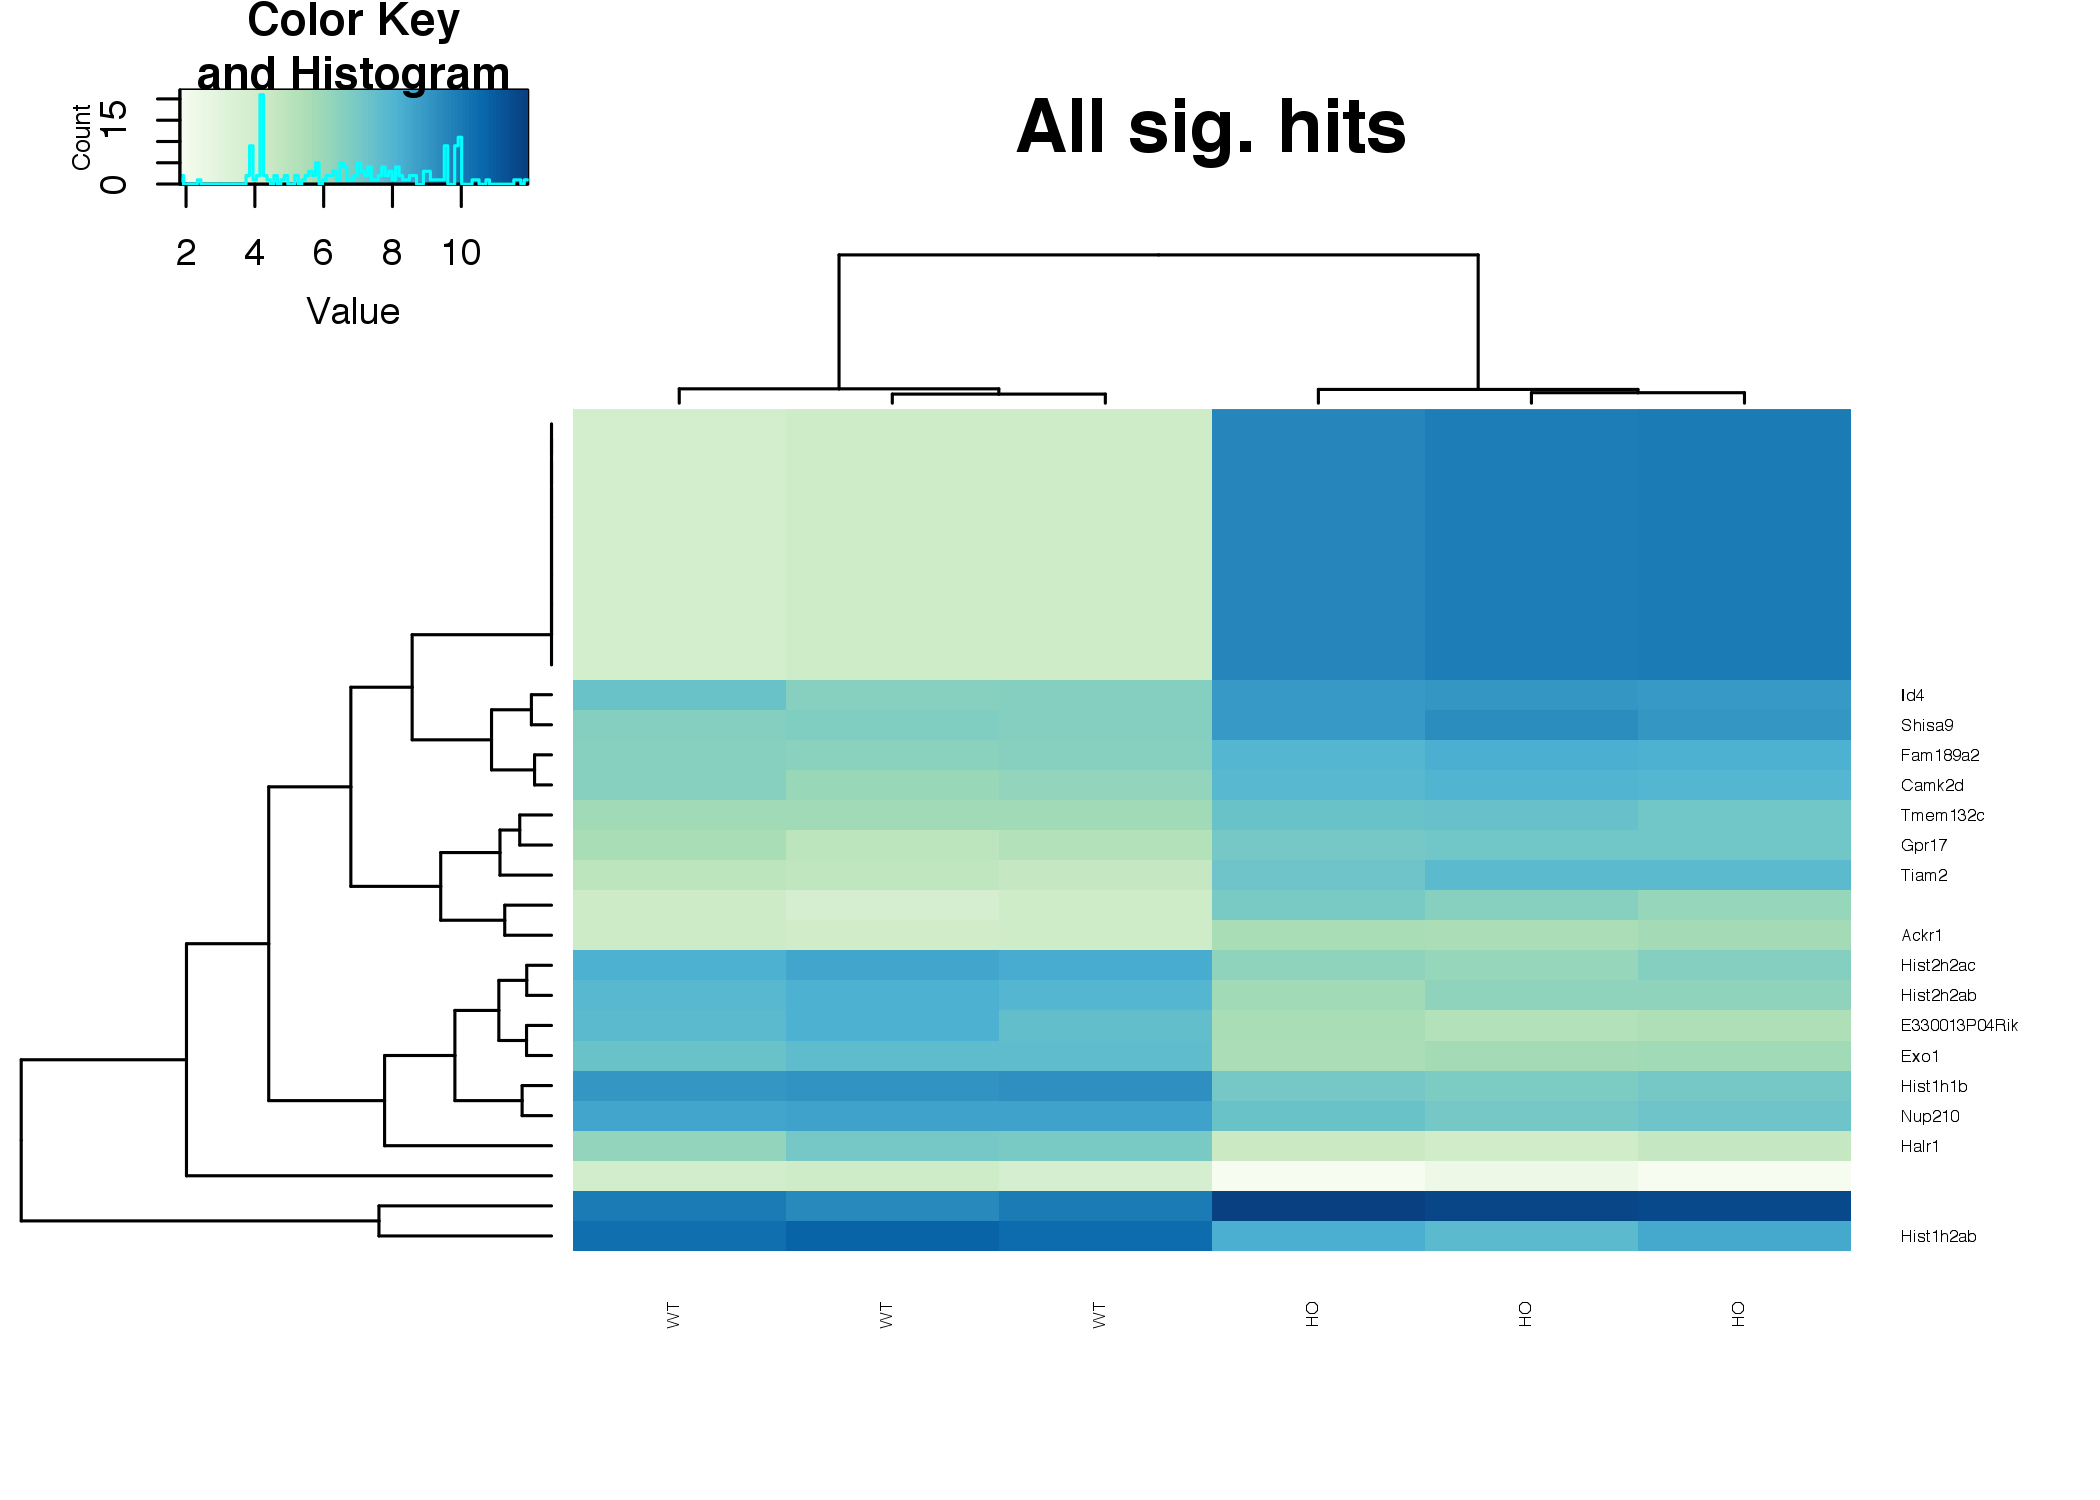 Color Key
and Histogram
Count
0 15
2 4 6 8 10
Value
All sig. hits
Id4
Shisa9
Fam189a2
Camk2d
Tmem132c
Gpr17
Tiam2
Ackr1
Hist2h2ac
Hist2h2ab
E330013P04Rik
Exo1
Hist1h1b
Nup210
Halr1
Hist1h2ab
WT WT WT HO HO HO